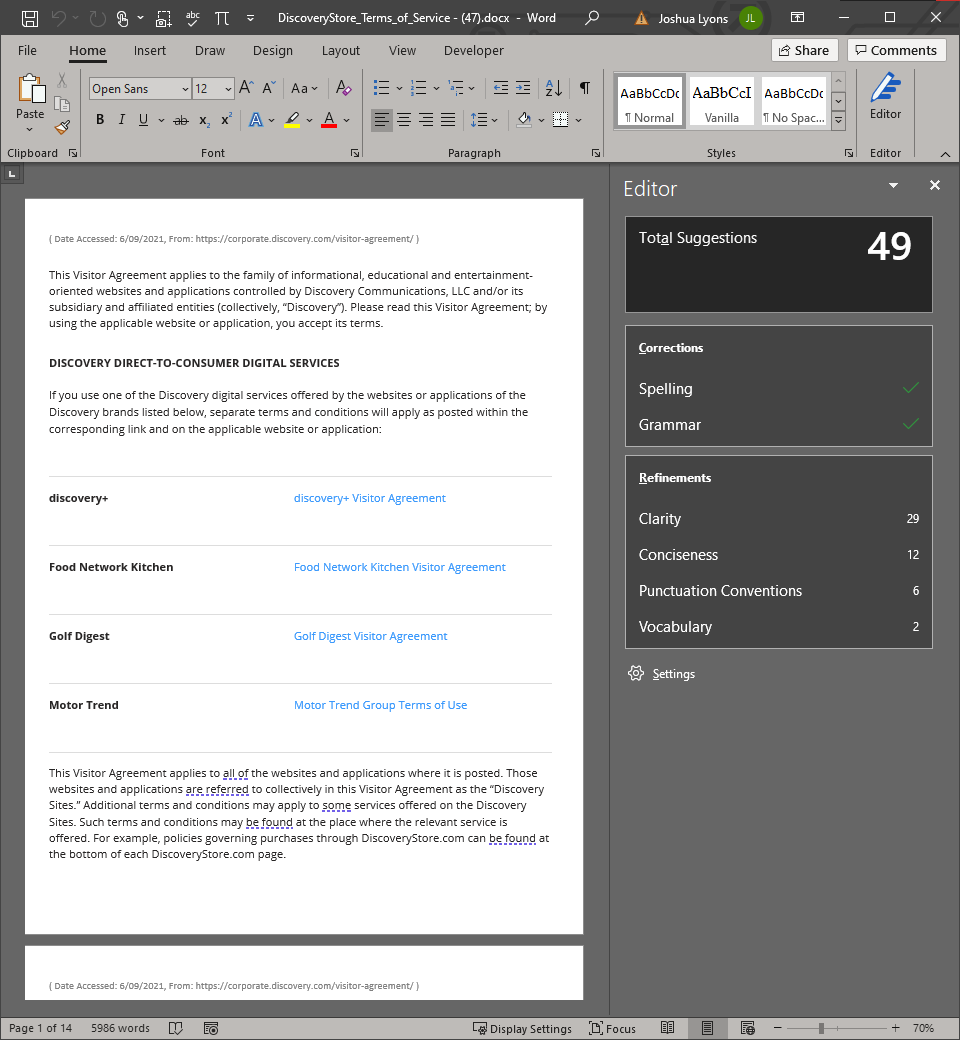 DiscoveryStore_Terms_of_Service - (47).docx - Word
Joshua Lyons JL
File Home Insert Draw Design Layout View Developer Share Comments
abc
Paste
Open Sans 12
Aa
B I U ab x₂ x² A A
AaBbCcDc AaBbCcI AaBbCcDc
¶ Normal Vanilla ¶ No Spac...
Editor
Clipboard Font Paragraph Styles Editor
L
( Date Accessed: 6/09/2021, From: https://corporate.discovery.com/visitor-agreement/ )
This Visitor Agreement applies to the family of informational, educational and entertainment-
oriented websites and applications controlled by Discovery Communications, LLC and/or its
subsidiary and affiliated entities (collectively, “Discovery”). Please read this Visitor Agreement; by
using the applicable website or application, you accept its terms.
DISCOVERY DIRECT-TO-CONSUMER DIGITAL SERVICES
If you use one of the Discovery digital services offered by the websites or applications of the
Discovery brands listed below, separate terms and conditions will apply as posted within the
corresponding link and on the applicable website or application:
discovery+ discovery+ Visitor Agreement
Food Network Kitchen Food Network Kitchen Visitor Agreement
Golf Digest Golf Digest Visitor Agreement
Motor Trend Motor Trend Group Terms of Use
This Visitor Agreement applies to all of the websites and applications where it is posted. Those
websites and applications are referred to collectively in this Visitor Agreement as the “Discovery
Sites.” Additional terms and conditions may apply to some services offered on the Discovery
Sites. Such terms and conditions may be found at the place where the relevant service is
offered. For example, policies governing purchases through DiscoveryStore.com can be found at
the bottom of each DiscoveryStore.com page.
( Date Accessed: 6/09/2021, From: https://corporate.discovery.com/visitor-agreement/ )
Editor
Total Suggestions 49
Corrections
Spelling
Grammar
Refinements
Clarity 29
Conciseness 12
Punctuation Conventions 6
Vocabulary 2
Settings
Page 1 of 14 5986 words Display Settings Focus 70%